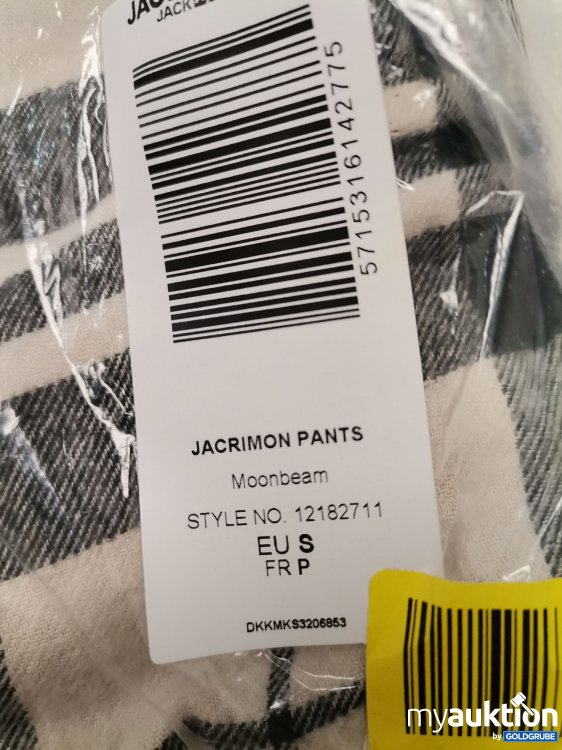 JACK
5715316142775
JACRIMON PANTS
Moonbeam
STYLE NO. 12182711
EU S
FR P
DKKMKS3206853
myauktion
by GOLDGRUBE